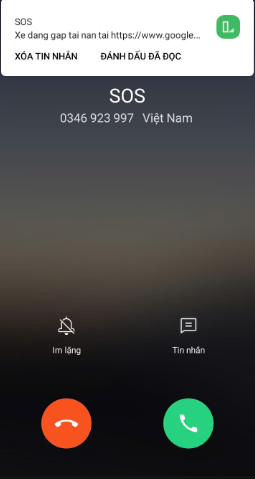 SOS
Xe dang gap tai nan tai https://www.google...
XÓA TIN NHẮN ĐÁNH DẤU ĐÃ ĐỌC
SOS
0346 923 997 Việt Nam
Im lặng Tin nhắn